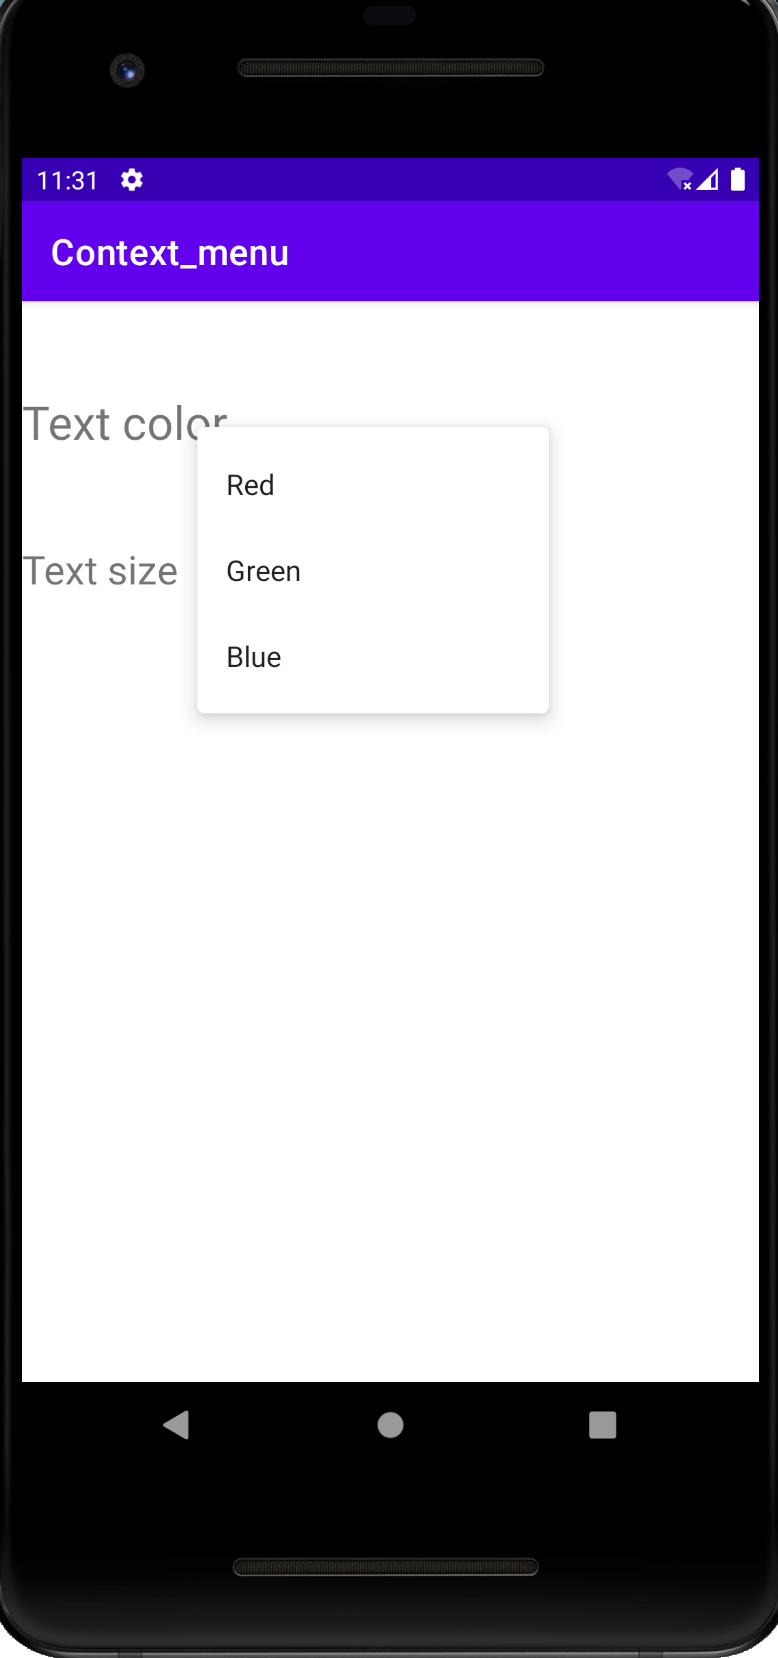 11:31
Context_menu
Text color
Red
Green
Text size
Blue